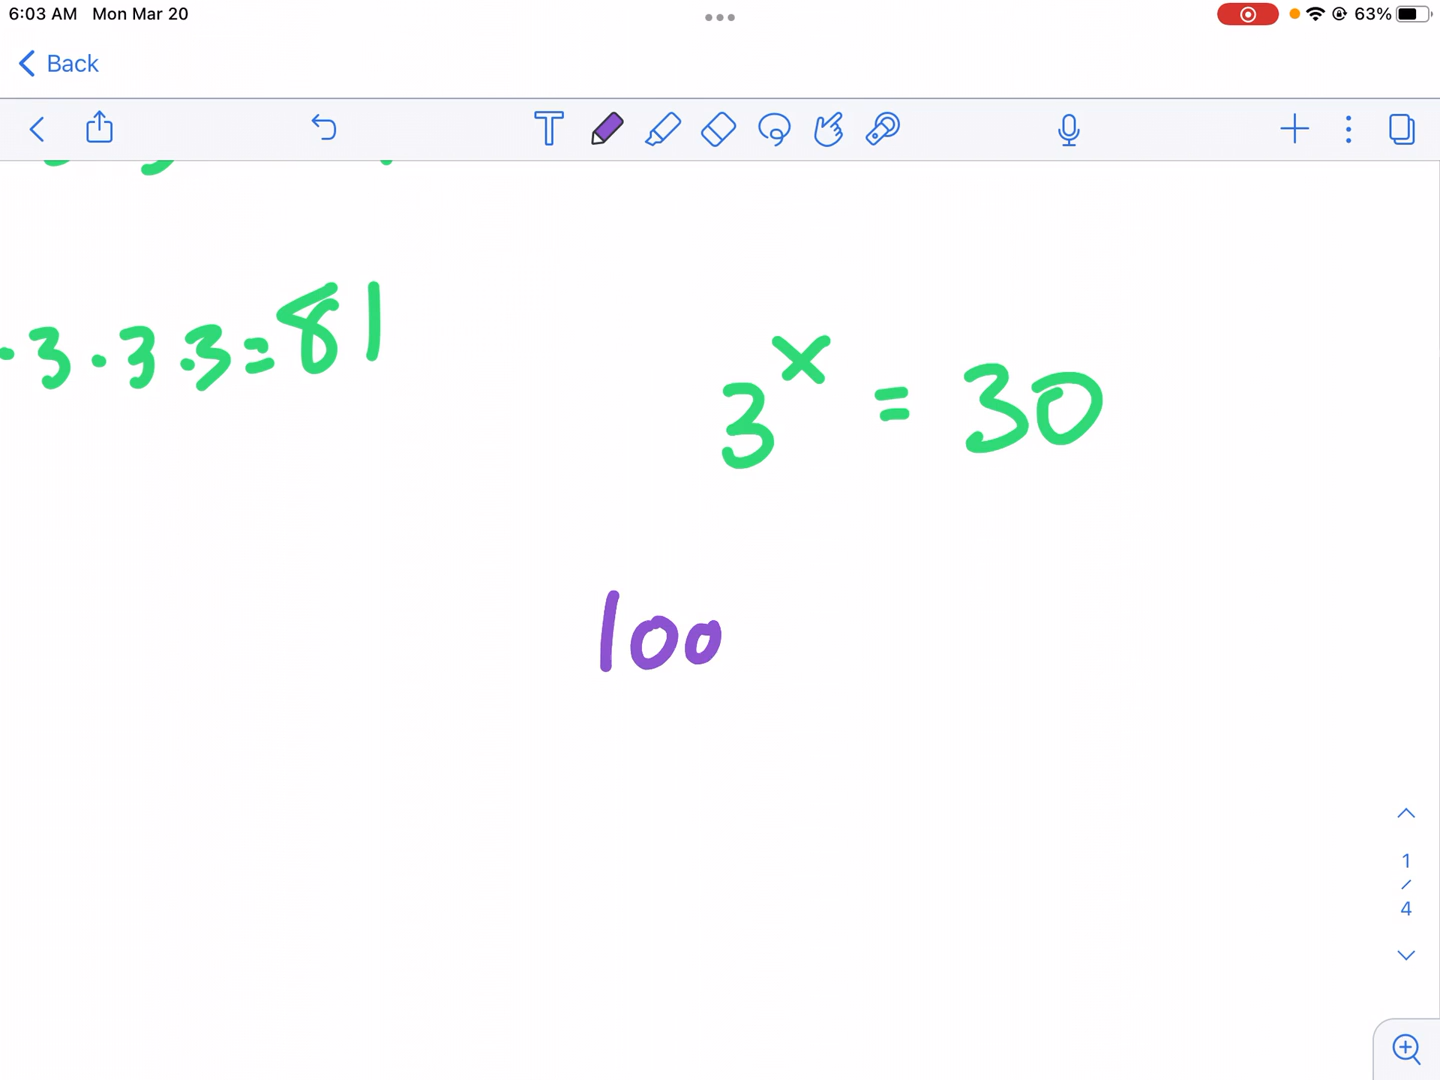 6:03 AM Mon Mar 20
63%
Back
T
· 3 · 3 · 3 = 81
3^x = 30
100
1
/
4